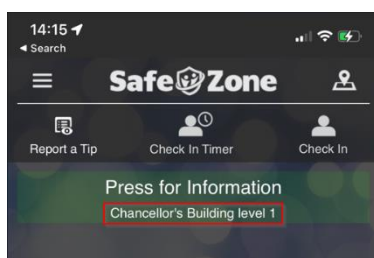 14:15
◀ Search
SafeZone
Report a Tip
Check In Timer
Check In
Press for Information
Chancellor's Building level 1